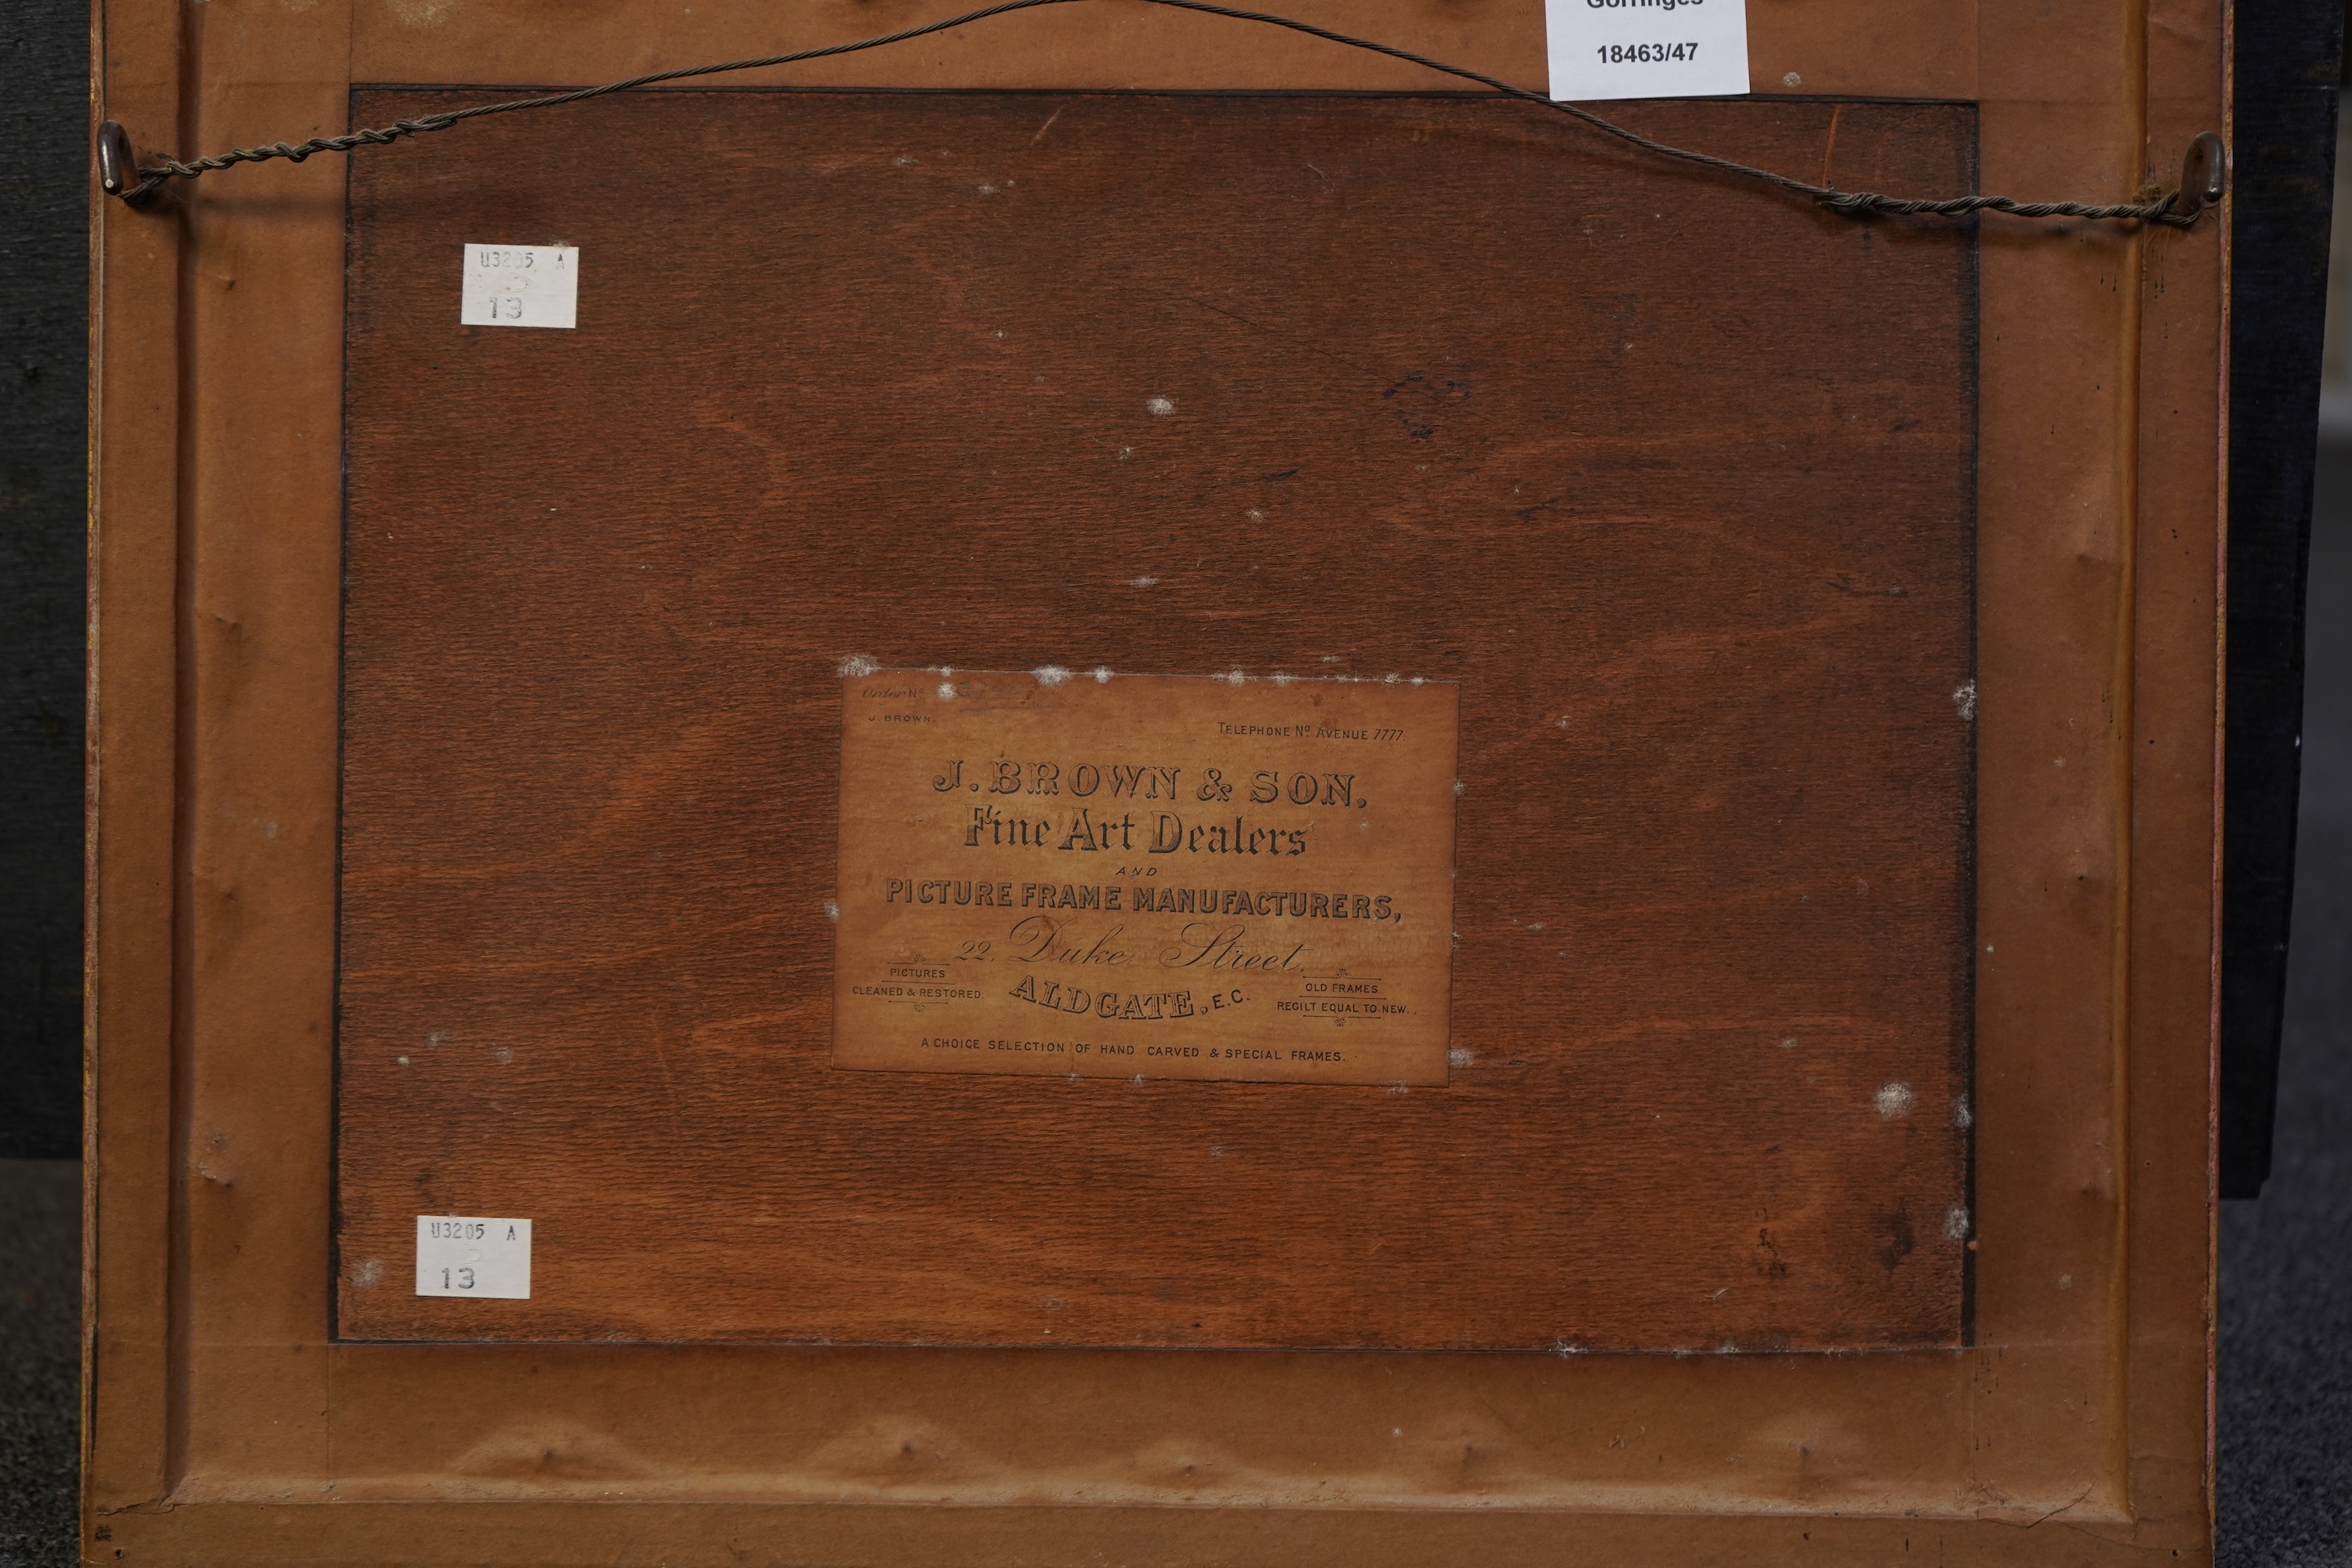 Gorringes
18463/47
U3205 A
13
Order Nº
J. BROWN.
TELEPHONE Nº AVENUE 7777.
J. BROWN & SON.
Fine Art Dealers
AND
PICTURE FRAME MANUFACTURERS,
22, Duke Street,
PICTURES
CLEANED & RESTORED.
ALDGATE, E.C.
OLD FRAMES
REGILT EQUAL TO NEW.
A CHOICE SELECTION OF HAND CARVED & SPECIAL FRAMES.
U3205 A
13